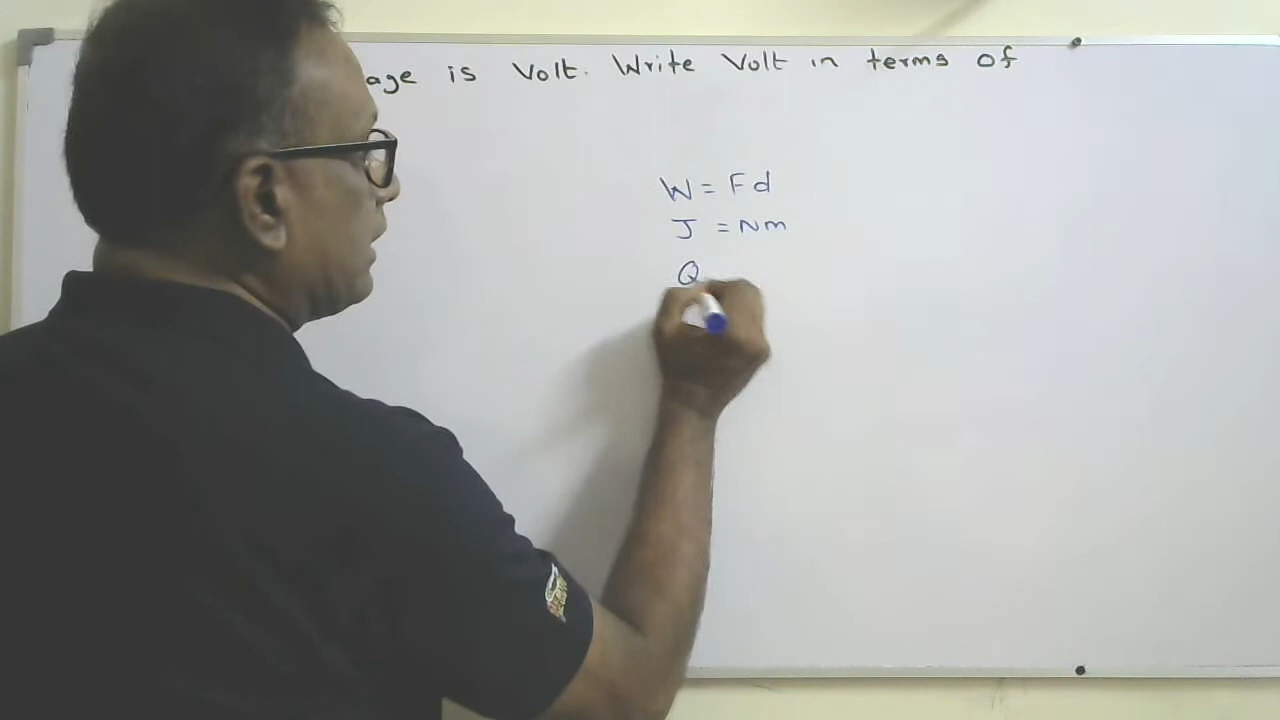 age is Volt. Write Volt in terms of
W = Fd
J = Nm
Q